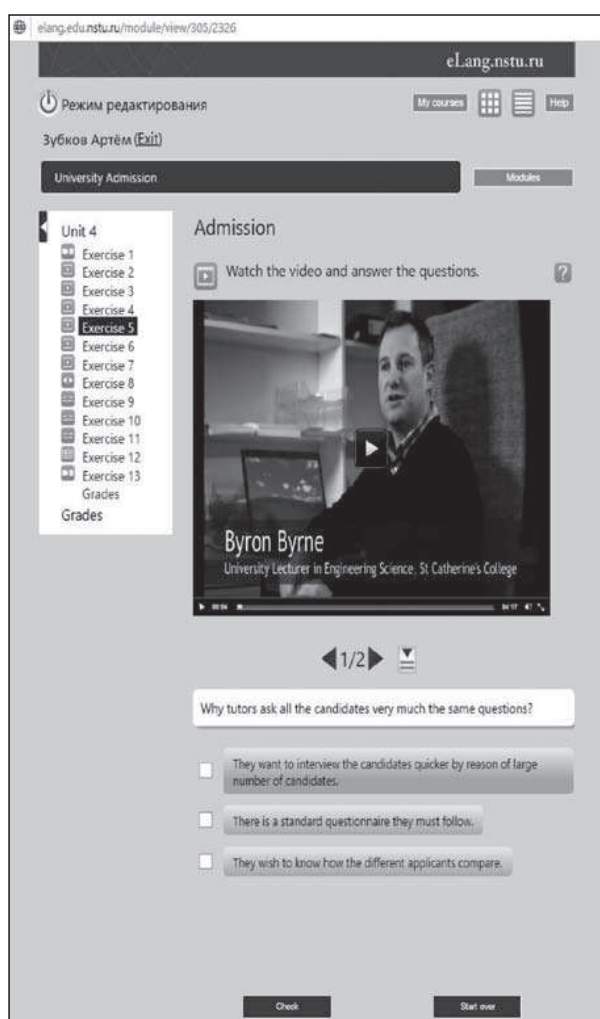 elang.edu.nstu.ru/module/view/305/2326
eLang.nstu.ru
Режим редактирования
My courses
Help
Зубков Артём (Exit)
University Admission
Modules
Unit 4
Exercise 1
Exercise 2
Exercise 3
Exercise 4
Exercise 5
Exercise 6
Exercise 7
Exercise 8
Exercise 9
Exercise 10
Exercise 11
Exercise 12
Exercise 13
Grades
Grades
Admission
Watch the video and answer the questions.
?
Byron Byrne
University Lecturer in Engineering Science, St Catherine's College
00:04
04:17
1/2
Why tutors ask all the candidates very much the same questions?
They want to interview the candidates quicker by reason of large
number of candidates.
There is a standard questionnaire they must follow.
They wish to know how the different applicants compare.
Check
Start over